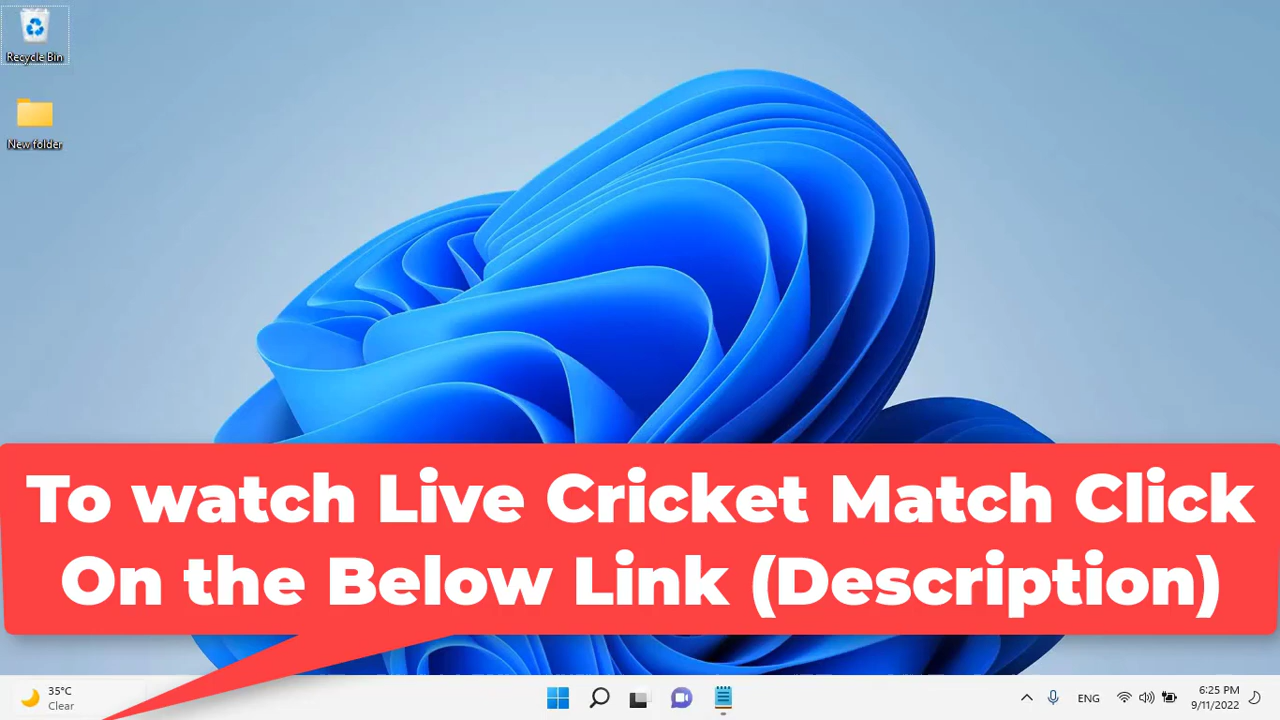 Recycle Bin
New folder
To watch Live Cricket Match Click
On the Below Link (Description)
35°C
Clear
ENG
6:25 PM
9/11/2022